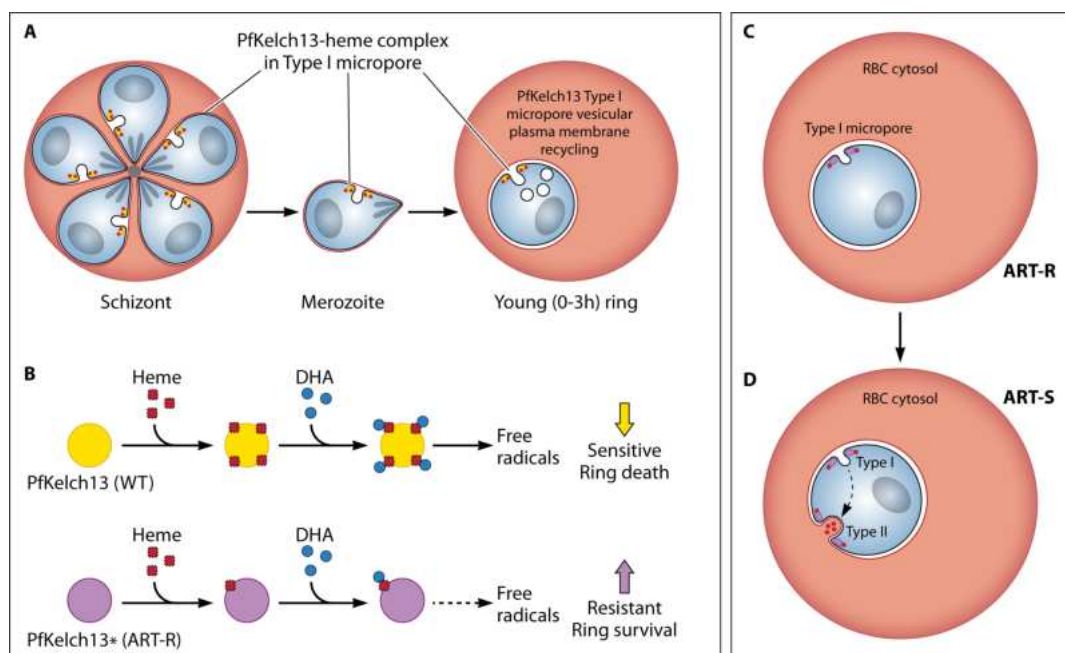 A
PfKelch13-heme complex
in Type I micropore
PfKelch13 Type I
micropore vesicular
plasma membrane
recycling
Schizont
Merozoite
Young (0-3h) ring
B
Heme
DHA
Free
radicals
Sensitive
Ring death
PfKelch13 (WT)
Heme
DHA
Free
radicals
Resistant
Ring survival
PfKelch13* (ART-R)
C
RBC cytosol
Type I micropore
ART-R
D
ART-S
RBC cytosol
Type I
Type II